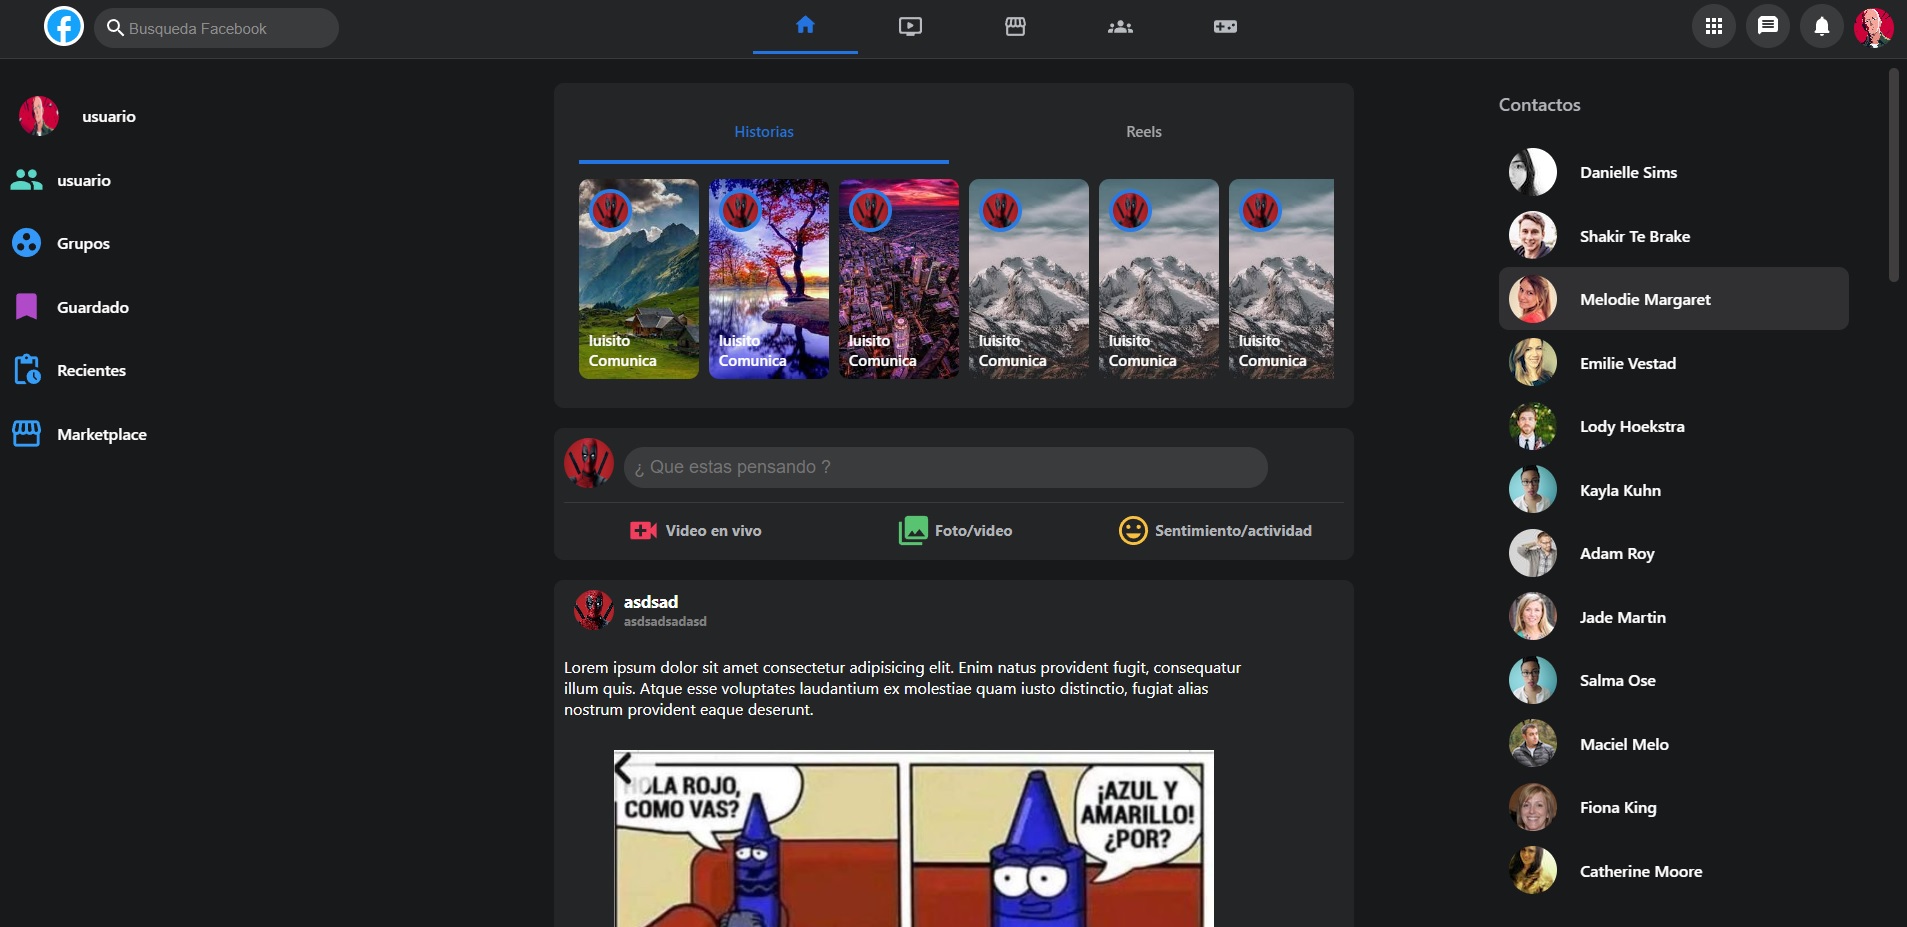 Busqueda Facebook
usuario
usuario
Grupos
Guardado
Recientes
Marketplace
Historias
Reels
luisito
Comunica
luisito
Comunica
luisito
Comunica
luisito
Comunica
luisito
Comunica
luisito
Comunica
¿ Que estas pensando ?
Video en vivo
Foto/video
Sentimiento/actividad
asdsad
asdsadsadasd
Lorem ipsum dolor sit amet consectetur adipisicing elit. Enim natus provident fugit, consequatur
illum quis. Atque esse voluptates laudantium ex molestiae quam iusto distinctio, fugiat alias
nostrum provident eaque deserunt.
HOLA ROJO,
COMO VAS?
¡AZUL Y
AMARILLO!
¿POR?
Contactos
Danielle Sims
Shakir Te Brake
Melodie Margaret
Emilie Vestad
Lody Hoekstra
Kayla Kuhn
Adam Roy
Jade Martin
Salma Ose
Maciel Melo
Fiona King
Catherine Moore